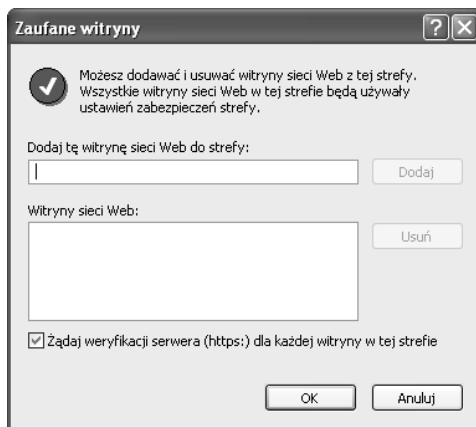 Zaufane witryny
Możesz dodawać i usuwać witryny sieci Web z tej strefy.
Wszystkie witryny sieci Web w tej strefie będą używały
ustawień zabezpieczeń strefy.
Dodaj tę witrynę sieci Web do strefy:
Dodaj
Witryny sieci Web:
Usuń
Żądaj weryfikacji serwera (https:) dla każdej witryny w tej strefie
OK
Anuluj